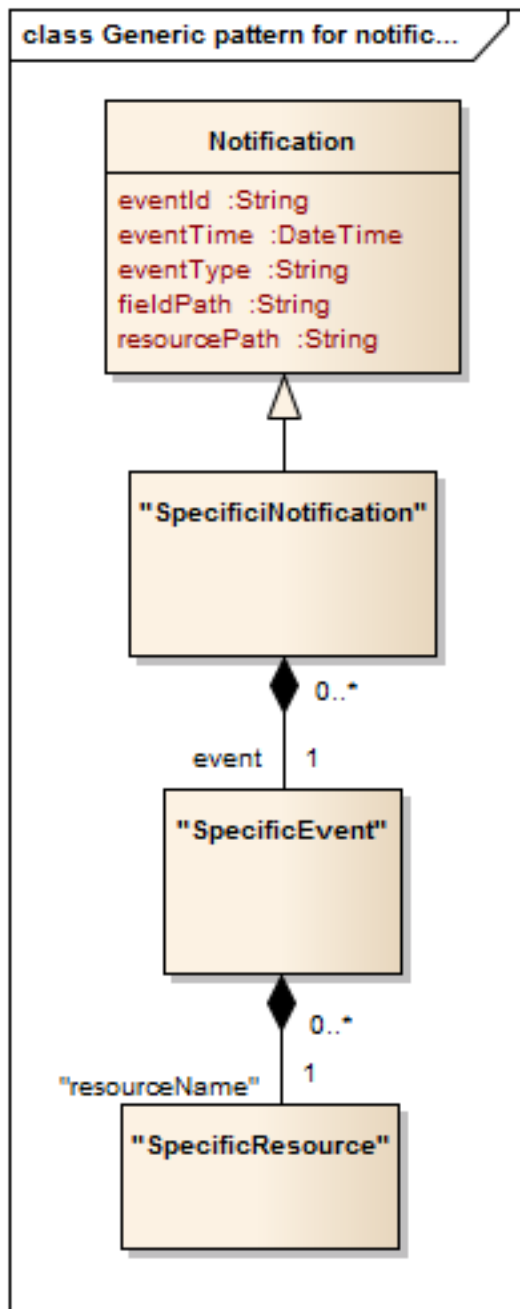 class Generic pattern for notific...
Notification
eventId :String
eventTime :DateTime
eventType :String
fieldPath :String
resourcePath :String
"SpecificiNotification"
0..*
event 1
"SpecificEvent"
0..*
1
"resourceName"
"SpecificResource"